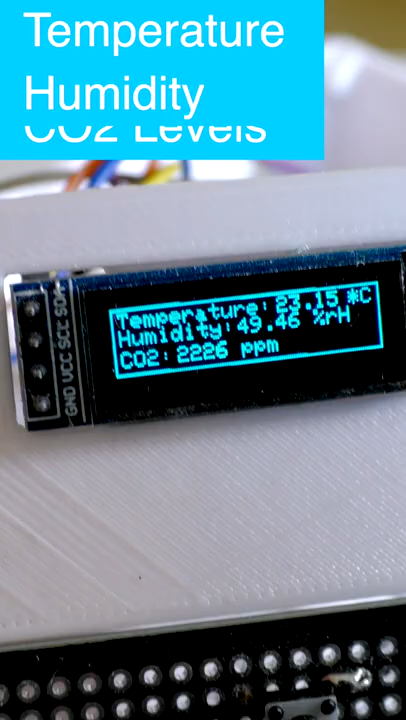 Temperature
Humidity
CO2 Levels
Temperature: 23.15 *C
Humidity: 49.46 %rH
CO2: 2226 ppm
GND VCC SCL SDA